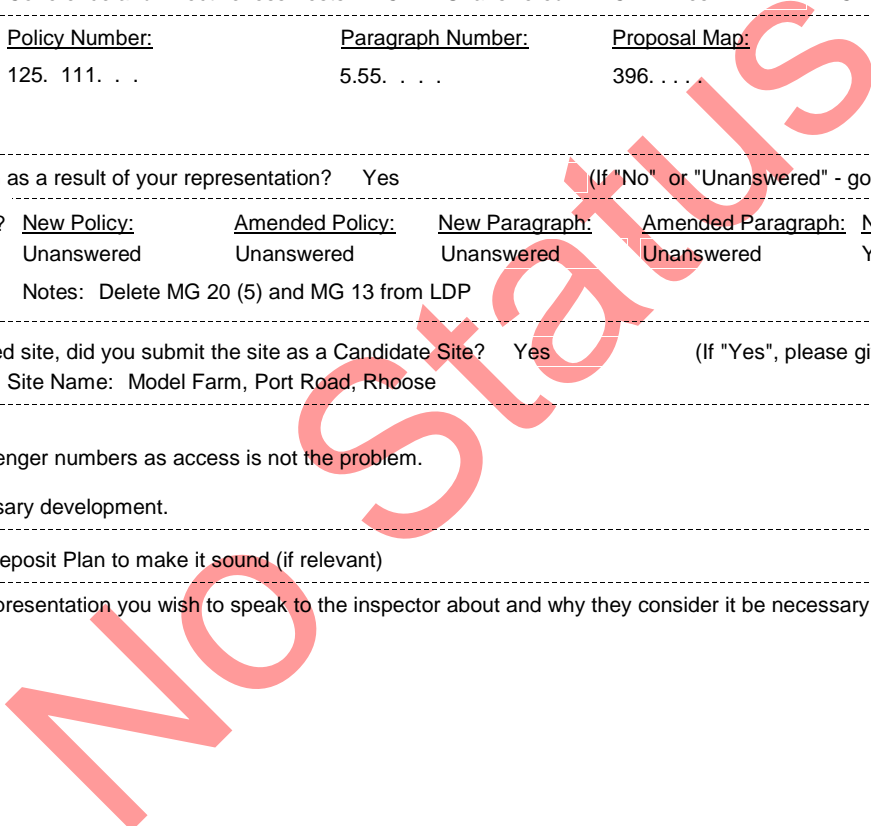 Policy Number: Paragraph Number: Proposal Map:
125. 111. . . 5.55. . . . 396. . . . .
as a result of your representation? Yes (If "No" or "Unanswered" - go
? New Policy: Amended Policy: New Paragraph: Amended Paragraph: N
Unanswered Unanswered Unanswered Unanswered Y
Notes: Delete MG 20 (5) and MG 13 from LDP
ed site, did you submit the site as a Candidate Site? Yes (If "Yes", please gi
Site Name: Model Farm, Port Road, Rhoose
enger numbers as access is not the problem.
sary development.
eposit Plan to make it sound (if relevant)
presentation you wish to speak to the inspector about and why they consider it be necessary
No Status